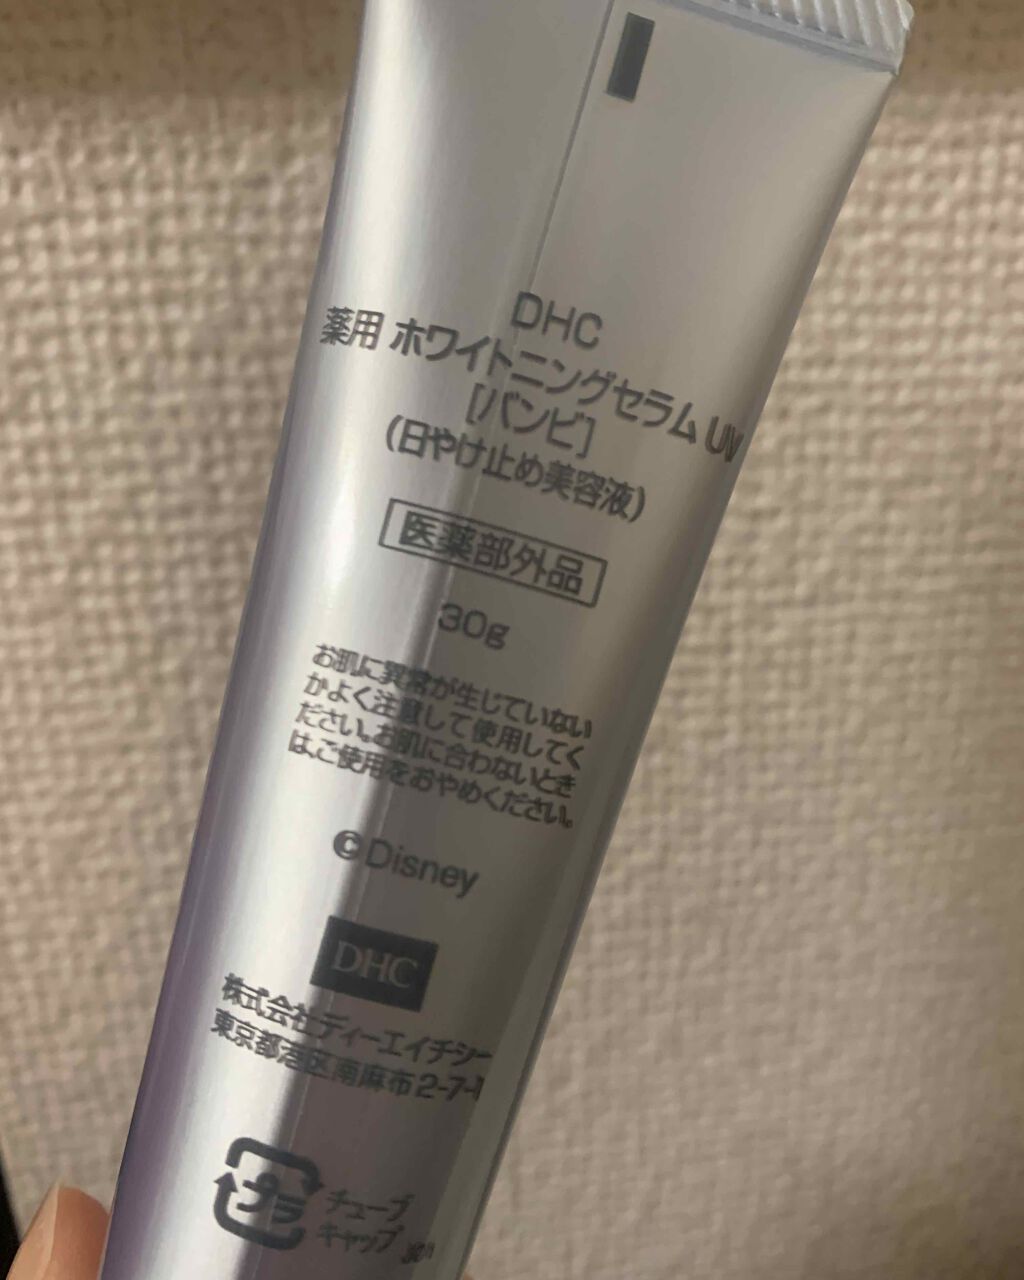 DHC
薬用 ホワイトニングセラム UV
[バンビ]
(日やけ止め美容液)
医薬部外品
30g
お肌に異常が生じていない
かよく注意して使用してく
ださい。お肌に合わないとき
は、ご使用をおやめください。
©Disney
DHC
株式会社ディーエイチシー
東京都港区南麻布2-7-1
プラ
チューブ
キャップ